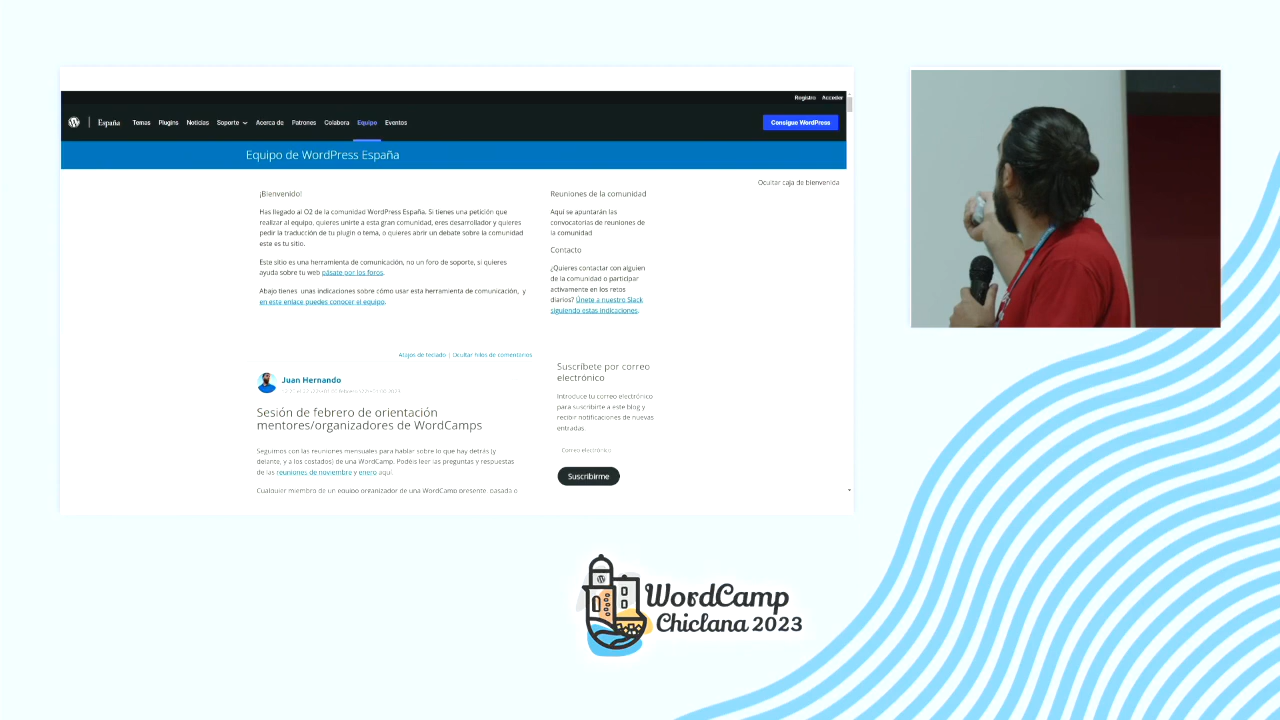 Registro Acceder
España Temas Plugins Noticias Soporte Acerca de Patrones Colabora Equipo Eventos Consigue WordPress
Equipo de WordPress España
Ocultar caja de bienvenida
¡Bienvenido!
Has llegado al O2 de la comunidad WordPress España. Si tienes una petición que
realizar al equipo, quieres unirte a esta gran comunidad, eres desarrollador y quieres
pedir la traducción de tu plugin o tema, o quieres abrir un debate sobre la comunidad
este es tu sitio.
Este sitio es una herramienta de comunicación, no un foro de soporte, si quieres
ayuda sobre tu web pásate por los foros.
Abajo tienes unas indicaciones sobre cómo usar esta herramienta de comunicación, y
en este enlace puedes conocer el equipo.
Reuniones de la comunidad
Aquí se apuntarán las
convocatorias de reuniones de
la comunidad
Contacto
¿Quieres contactar con alguien
de la comunidad o participar
activamente en los retos
diarios? Únete a nuestro Slack
siguiendo estas indicaciones.
Atajos de teclado | Ocultar hilos de comentarios
Juan Hernando
Sesión de febrero de orientación
mentores/organizadores de WordCamps
Seguimos con las reuniones mensuales para hablar sobre lo que hay detrás (y
delante, y a los costados) de una WordCamp. Podéis leer las preguntas y respuestas
de las reuniones de noviembre y enero aquí.
Cualquier miembro de un equipo organizador de una WordCamp presente, pasada o
Suscríbete por correo
electrónico
Introduce tu correo electrónico
para suscribirte a este blog y
recibir notificaciones de nuevas
entradas.
Correo electrónico
Suscribirme
WordCamp
Chiclana 2023